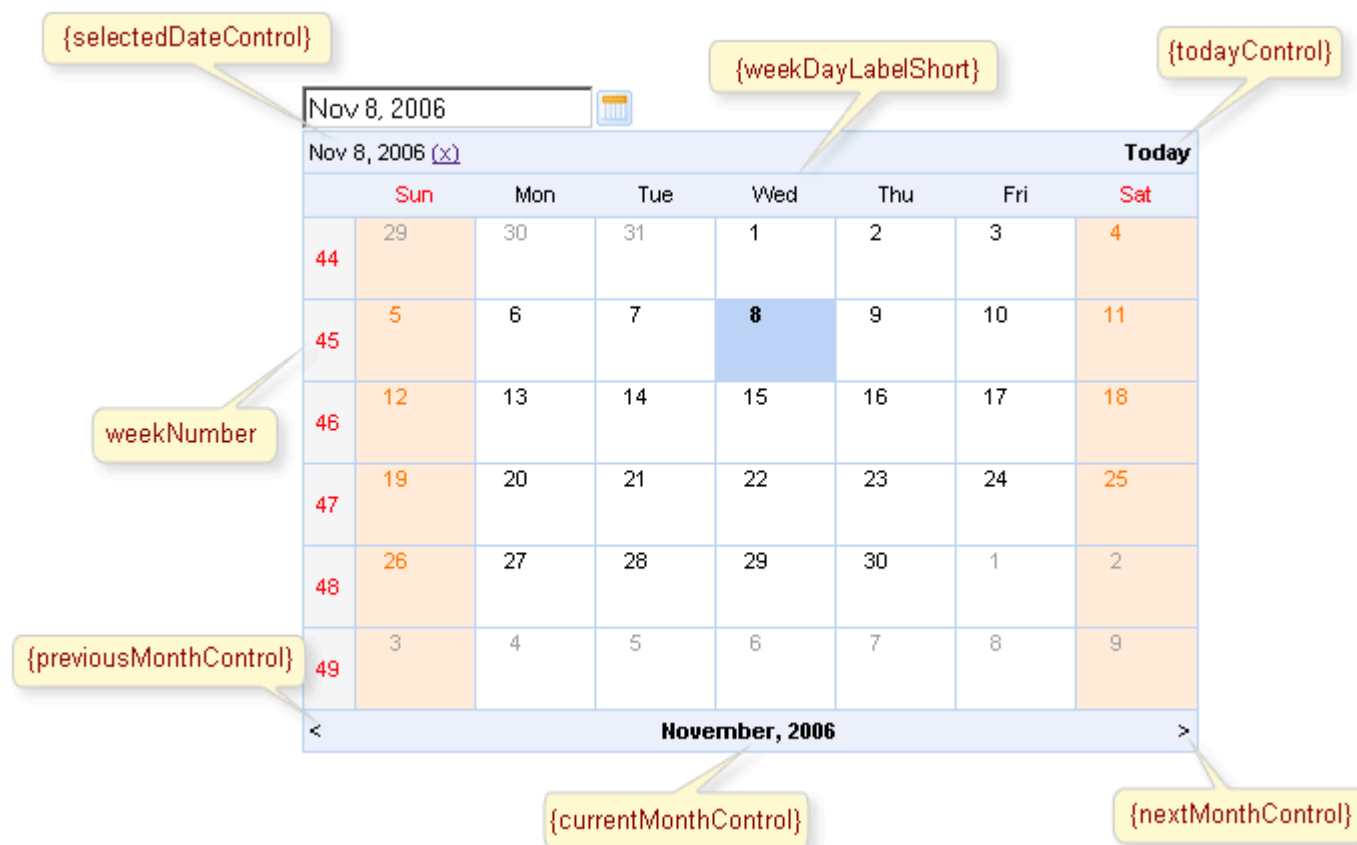 {selectedDateControl}
{weekDayLabelShort}
{todayControl}
Nov 8, 2006
Nov 8, 2006 (x) Today
Sun Mon Tue Wed Thu Fri Sat
44 29 30 31 1 2 3 4
45 5 6 7 8 9 10 11
46 12 13 14 15 16 17 18
weekNumber
47 19 20 21 22 23 24 25
48 26 27 28 29 30 1 2
49 3 4 5 6 7 8 9
{previousMonthControl}
< November, 2006 >
{currentMonthControl}
{nextMonthControl}